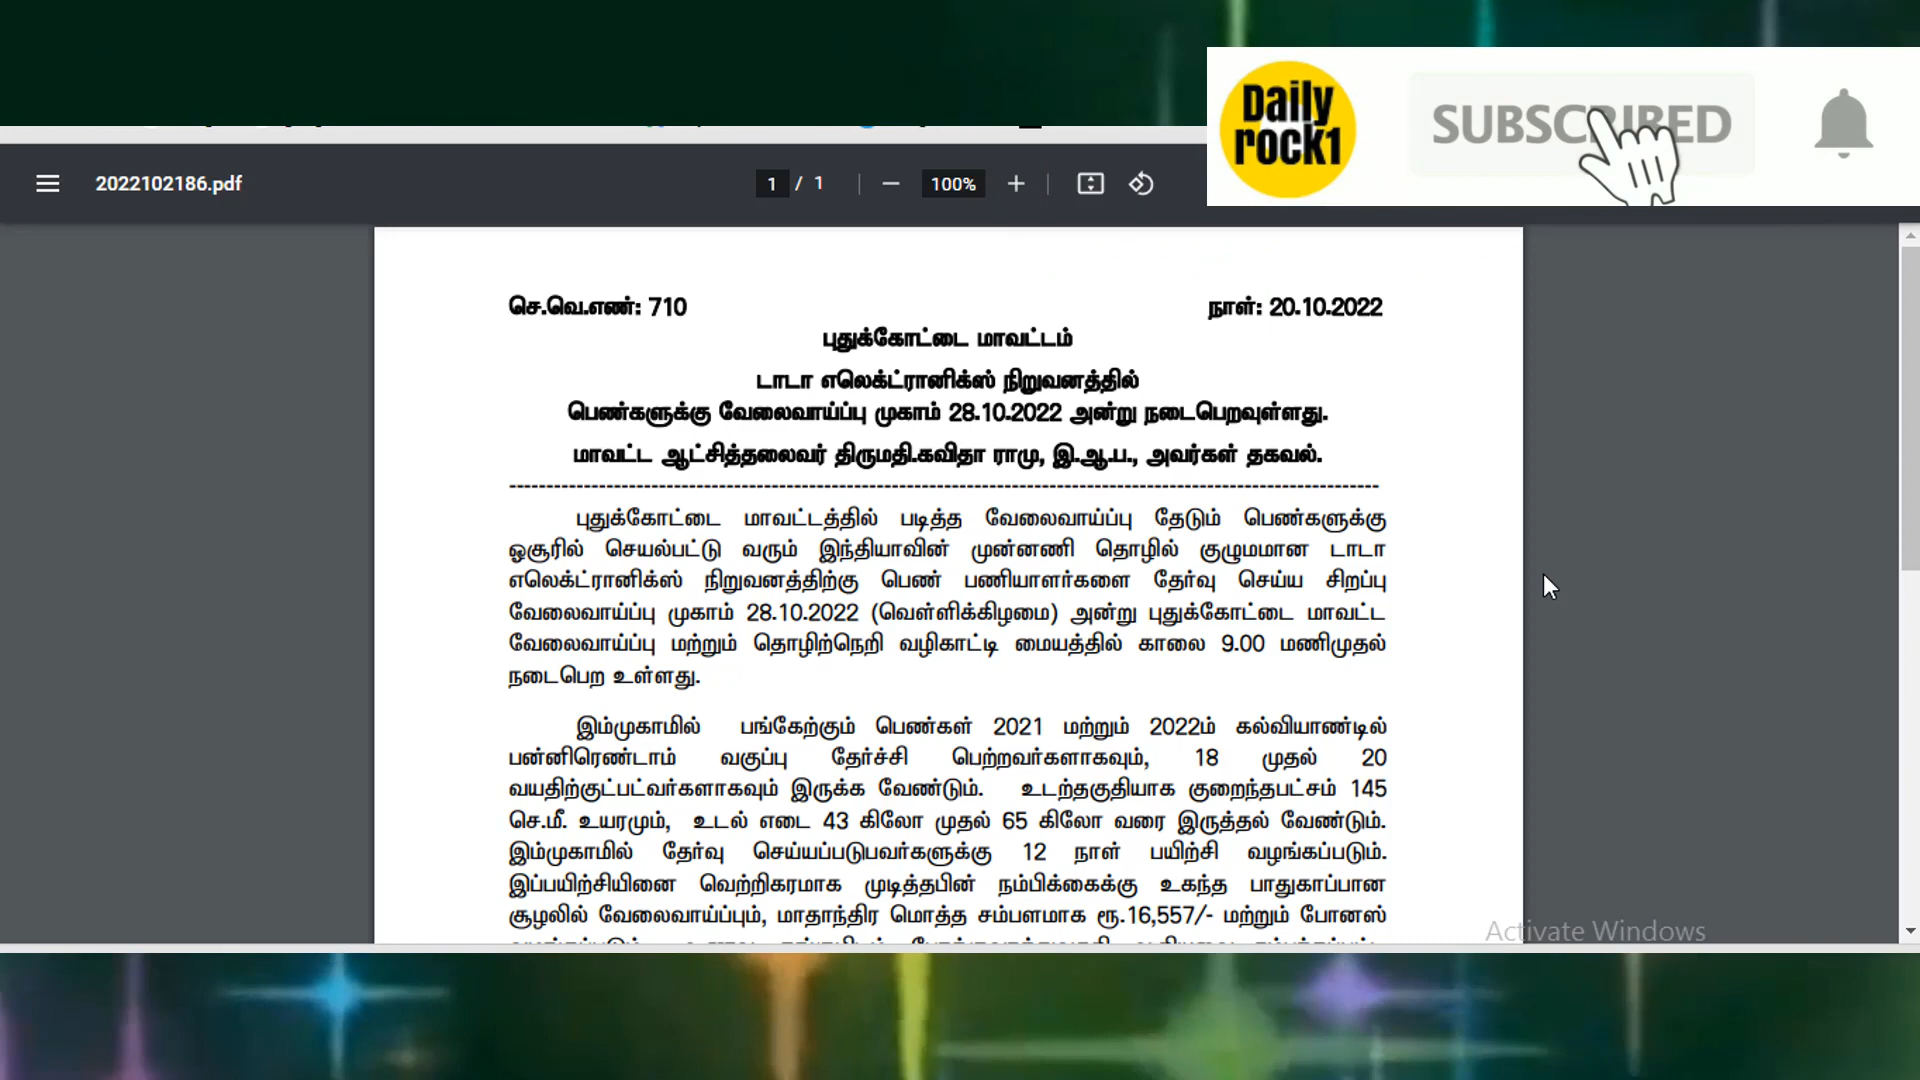 Daily
rock1
SUBSCRIBED
2022102186.pdf
1 / 1
100%
செ.வெ.எண்: 710
நாள்: 20.10.2022
புதுக்கோட்டை மாவட்டம்
டாடா எலெக்ட்ரானிக்ஸ் நிறுவனத்தில்
பெண்களுக்கு வேலைவாய்ப்பு முகாம் 28.10.2022 அன்று நடைபெறவுள்ளது.
மாவட்ட ஆட்சித்தலைவர் திருமதி.கவிதா ராமு, இ.ஆ.ப., அவர்கள் தகவல்.
புதுக்கோட்டை மாவட்டத்தில் படித்த வேலைவாய்ப்பு தேடும் பெண்களுக்கு
ஓசூரில் செயல்பட்டு வரும் இந்தியாவின் முன்னணி தொழில் குழுமமான டாடா
எலெக்ட்ரானிக்ஸ் நிறுவனத்திற்கு பெண் பணியாளர்களை தேர்வு செய்ய சிறப்பு
வேலைவாய்ப்பு முகாம் 28.10.2022 (வெள்ளிக்கிழமை) அன்று புதுக்கோட்டை மாவட்ட
வேலைவாய்ப்பு மற்றும் தொழிற்நெறி வழிகாட்டி மையத்தில் காலை 9.00 மணிமுதல்
நடைபெற உள்ளது.
இம்முகாமில் பங்கேற்கும் பெண்கள் 2021 மற்றும் 2022ம் கல்வியாண்டில்
பன்னிரெண்டாம் வகுப்பு தேர்ச்சி பெற்றவர்களாகவும், 18 முதல் 20
வயதிற்குட்பட்வர்களாகவும் இருக்க வேண்டும். உடற்தகுதியாக குறைந்தபட்சம் 145
செ.மீ. உயரமும், உடல் எடை 43 கிலோ முதல் 65 கிலோ வரை இருத்தல் வேண்டும்.
இம்முகாமில் தேர்வு செய்யப்படுபவர்களுக்கு 12 நாள் பயிற்சி வழங்கப்படும்.
இப்பயிற்சியினை வெற்றிகரமாக முடித்தபின் நம்பிக்கைக்கு உகந்த பாதுகாப்பான
சூழலில் வேலைவாய்ப்பும், மாதாந்திர மொத்த சம்பளமாக ரூ.16,557/- மற்றும் போனஸ்
Activate Windows